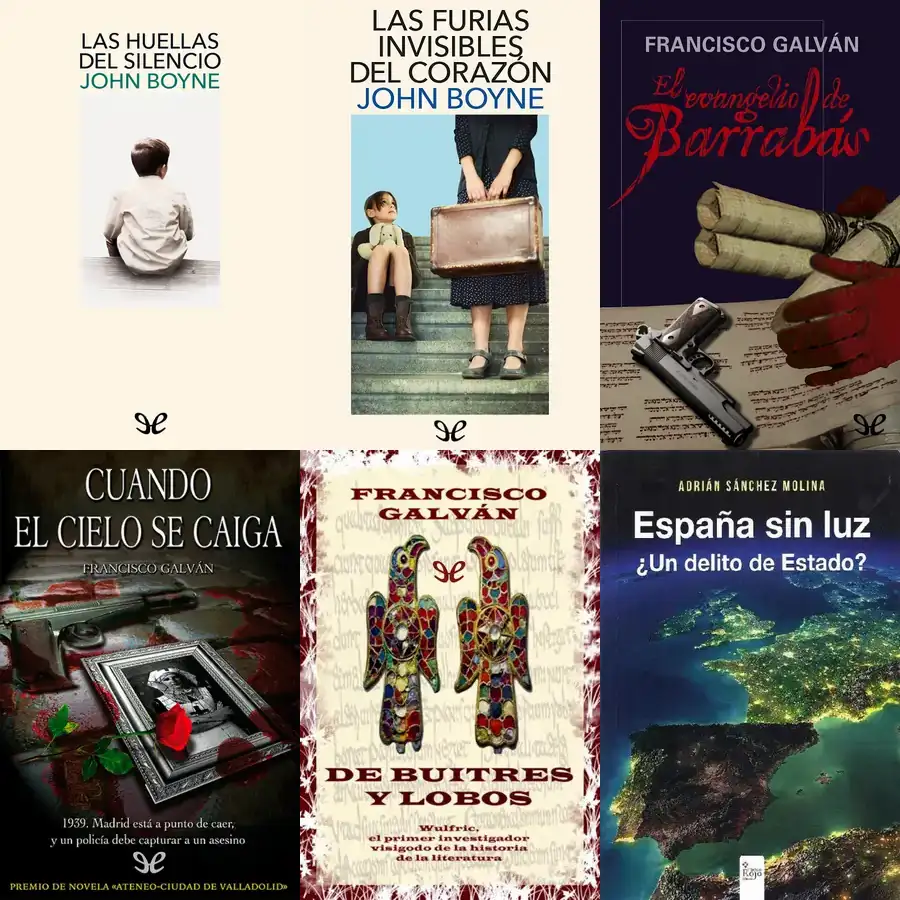 LAS HUELLAS
DEL SILENCIO
JOHN BOYNE
LAS FURIAS
INVISIBLES
DEL CORAZÓN
JOHN BOYNE
FRANCISCO GALVÁN
El evangelio de
Barrabás
CUANDO
EL CIELO SE CAIGA
FRANCISCO GALVÁN
1939. Madrid está a punto de caer,
y un policía debe capturar a un asesino
PREMIO DE NOVELA «ATENEO-CIUDAD DE VALLADOLID»
FRANCISCO
GALVÁN
DE BUITRES
Y LOBOS
Wulfric,
el primer investigador
visigodo de la historia
de la literatura
ADRIÁN SÁNCHEZ MOLINA
España sin luz
¿Un delito de Estado?